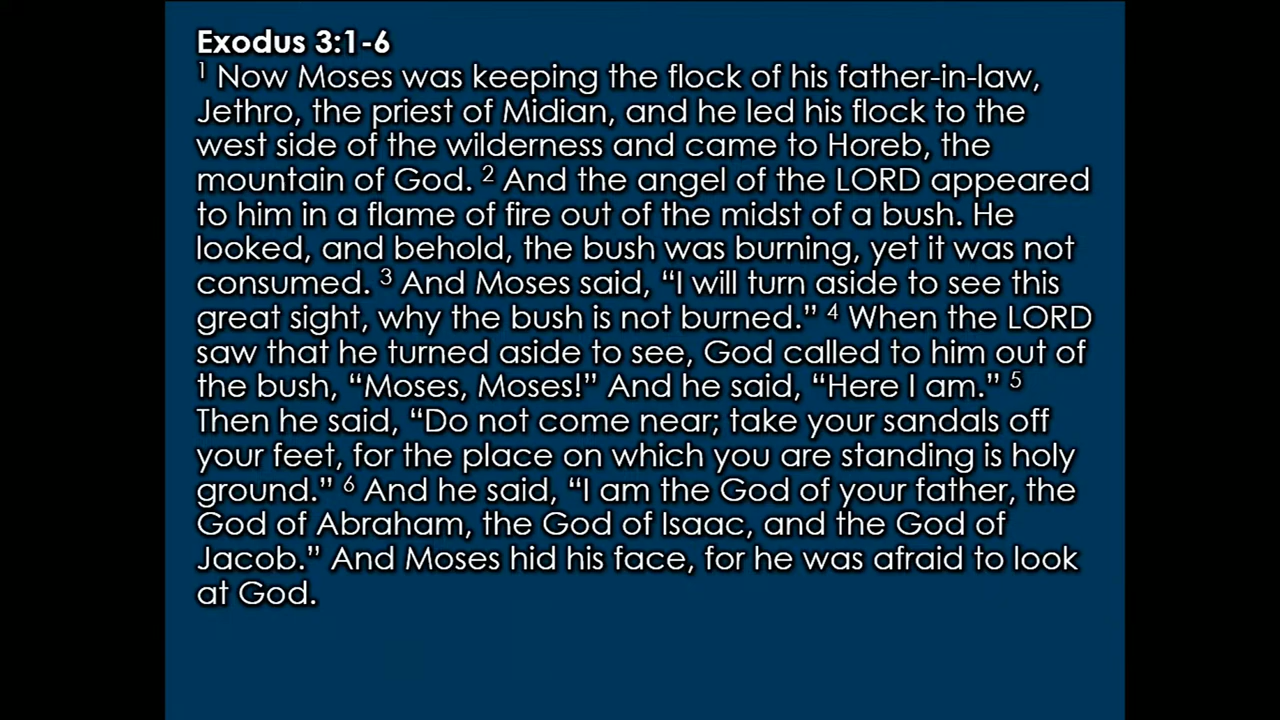 Exodus 3:1-6
1 Now Moses was keeping the flock of his father-in-law,
Jethro, the priest of Midian, and he led his flock to the
west side of the wilderness and came to Horeb, the
mountain of God. 2 And the angel of the LORD appeared
to him in a flame of fire out of the midst of a bush. He
looked, and behold, the bush was burning, yet it was not
consumed. 3 And Moses said, “I will turn aside to see this
great sight, why the bush is not burned.” 4 When the LORD
saw that he turned aside to see, God called to him out of
the bush, “Moses, Moses!” And he said, “Here I am.” 5
Then he said, “Do not come near; take your sandals off
your feet, for the place on which you are standing is holy
ground.” 6 And he said, “I am the God of your father, the
God of Abraham, the God of Isaac, and the God of
Jacob.” And Moses hid his face, for he was afraid to look
at God.